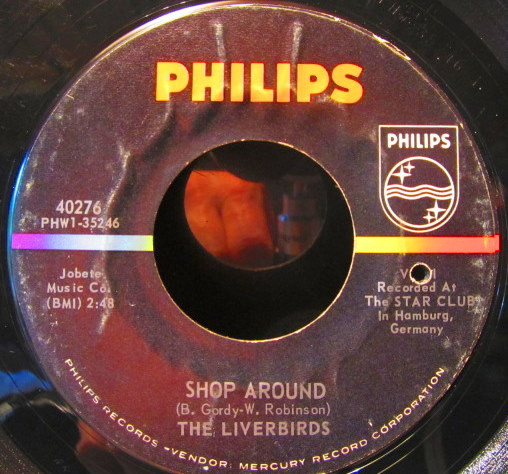 PHILIPS
PHILIPS
40276
PHW1-35246
Jobete
Music Co.
(BMI) 2:48
Recorded At
The STAR CLUB
In Hamburg,
Germany
SHOP AROUND
(B. Gordy-W. Robinson)
THE LIVERBIRDS
PHILIPS RECORDS • VENDOR: MERCURY RECORD CORPORATION